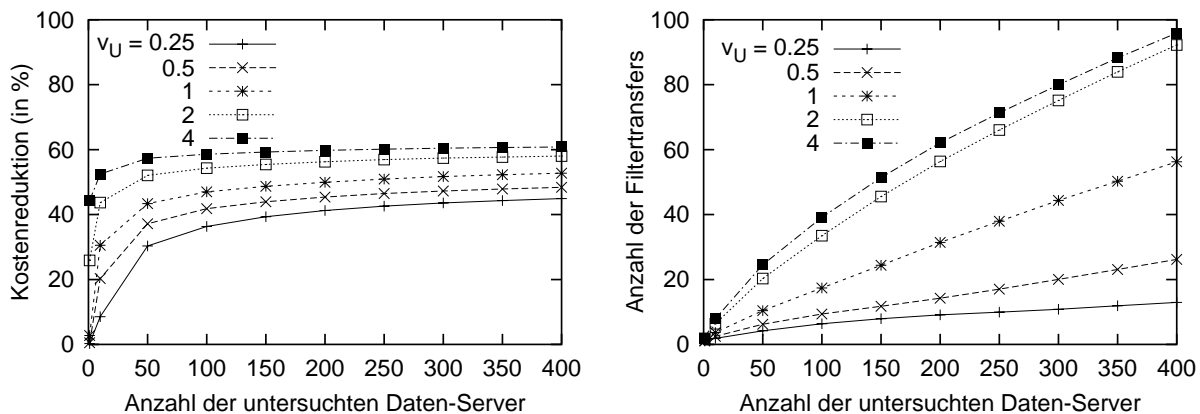 Kostenreduktion (in %)
100
80
60
40
20
0
v_U = 0.25
0.5
1
2
4
0 50 100 150 200 250 300 350 400
Anzahl der untersuchten Daten-Server
Anzahl der Filtertransfers
100
80
60
40
20
0
v_U = 0.25
0.5
1
2
4
0 50 100 150 200 250 300 350 400
Anzahl der untersuchten Daten-Server